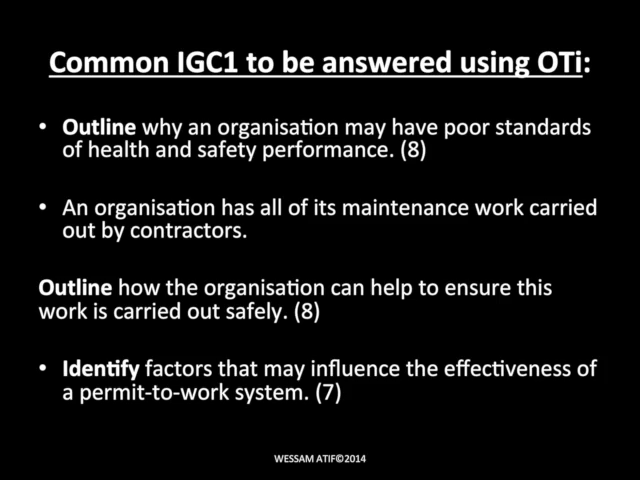 Common IGC1 to be answered using OTi:
• Outline why an organisation may have poor standards
of health and safety performance. (8)
• An organisation has all of its maintenance work carried
out by contractors.
Outline how the organisation can help to ensure this
work is carried out safely. (8)
• Identify factors that may influence the effectiveness of
a permit-to-work system. (7)
WESSAM ATIF©2014